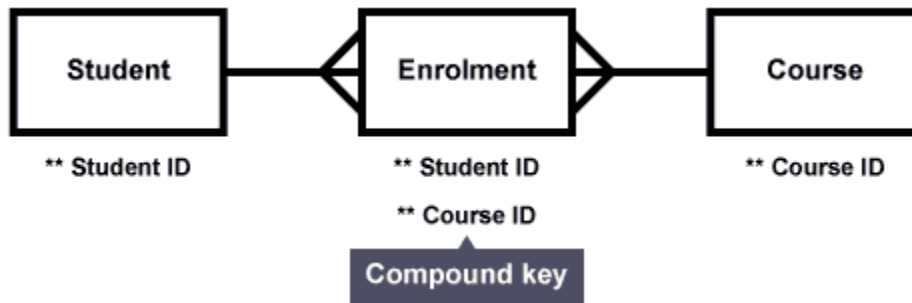 Student Enrolment Course
** Student ID ** Student ID ** Course ID
** Course ID
Compound key